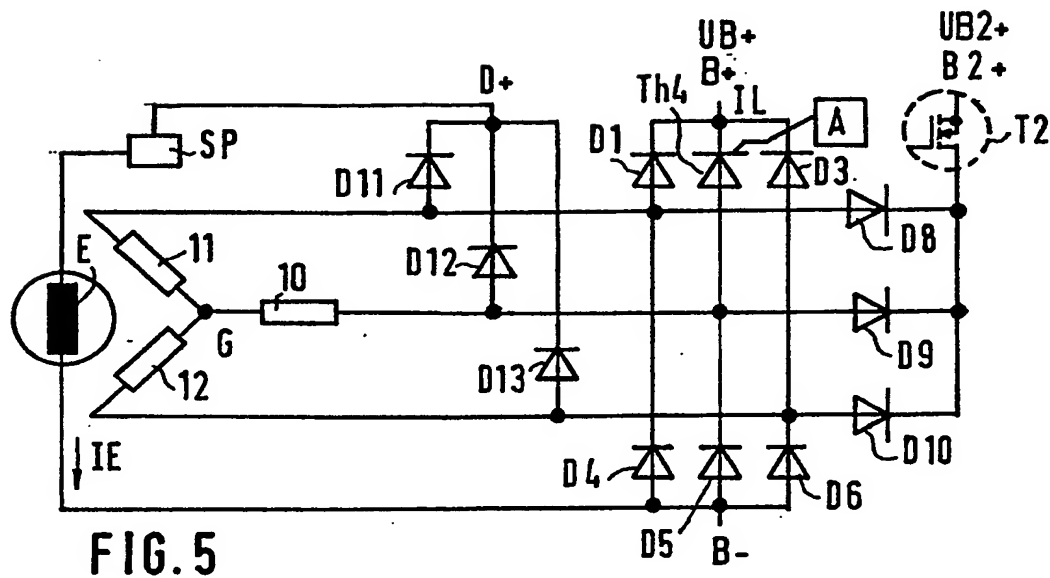 UB+
UB2+
D+
B+
B2+
Th4
IL
A
SP
D1
D3
T2
D11
E
11
D12
D8
10
G
D9
12
D13
IE
D10
D4
D6
D5
B-
FIG. 5